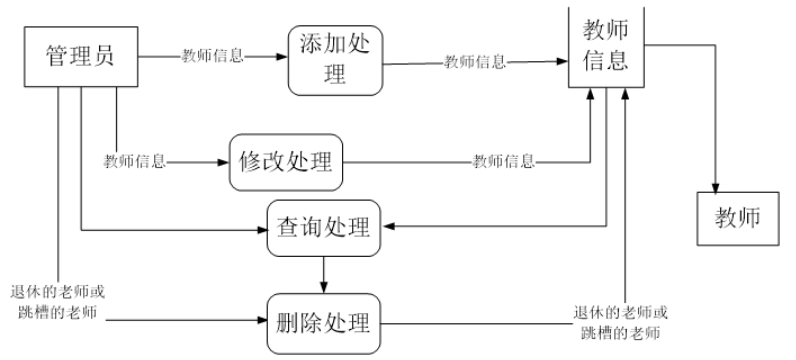 管理员
教师信息
添加处
理
教师信息
教师
信息
教师信息
修改处理
教师信息
查询处理
教师
退休的老师或
跳槽的老师
删除处理
退休的老师或
跳槽的老师